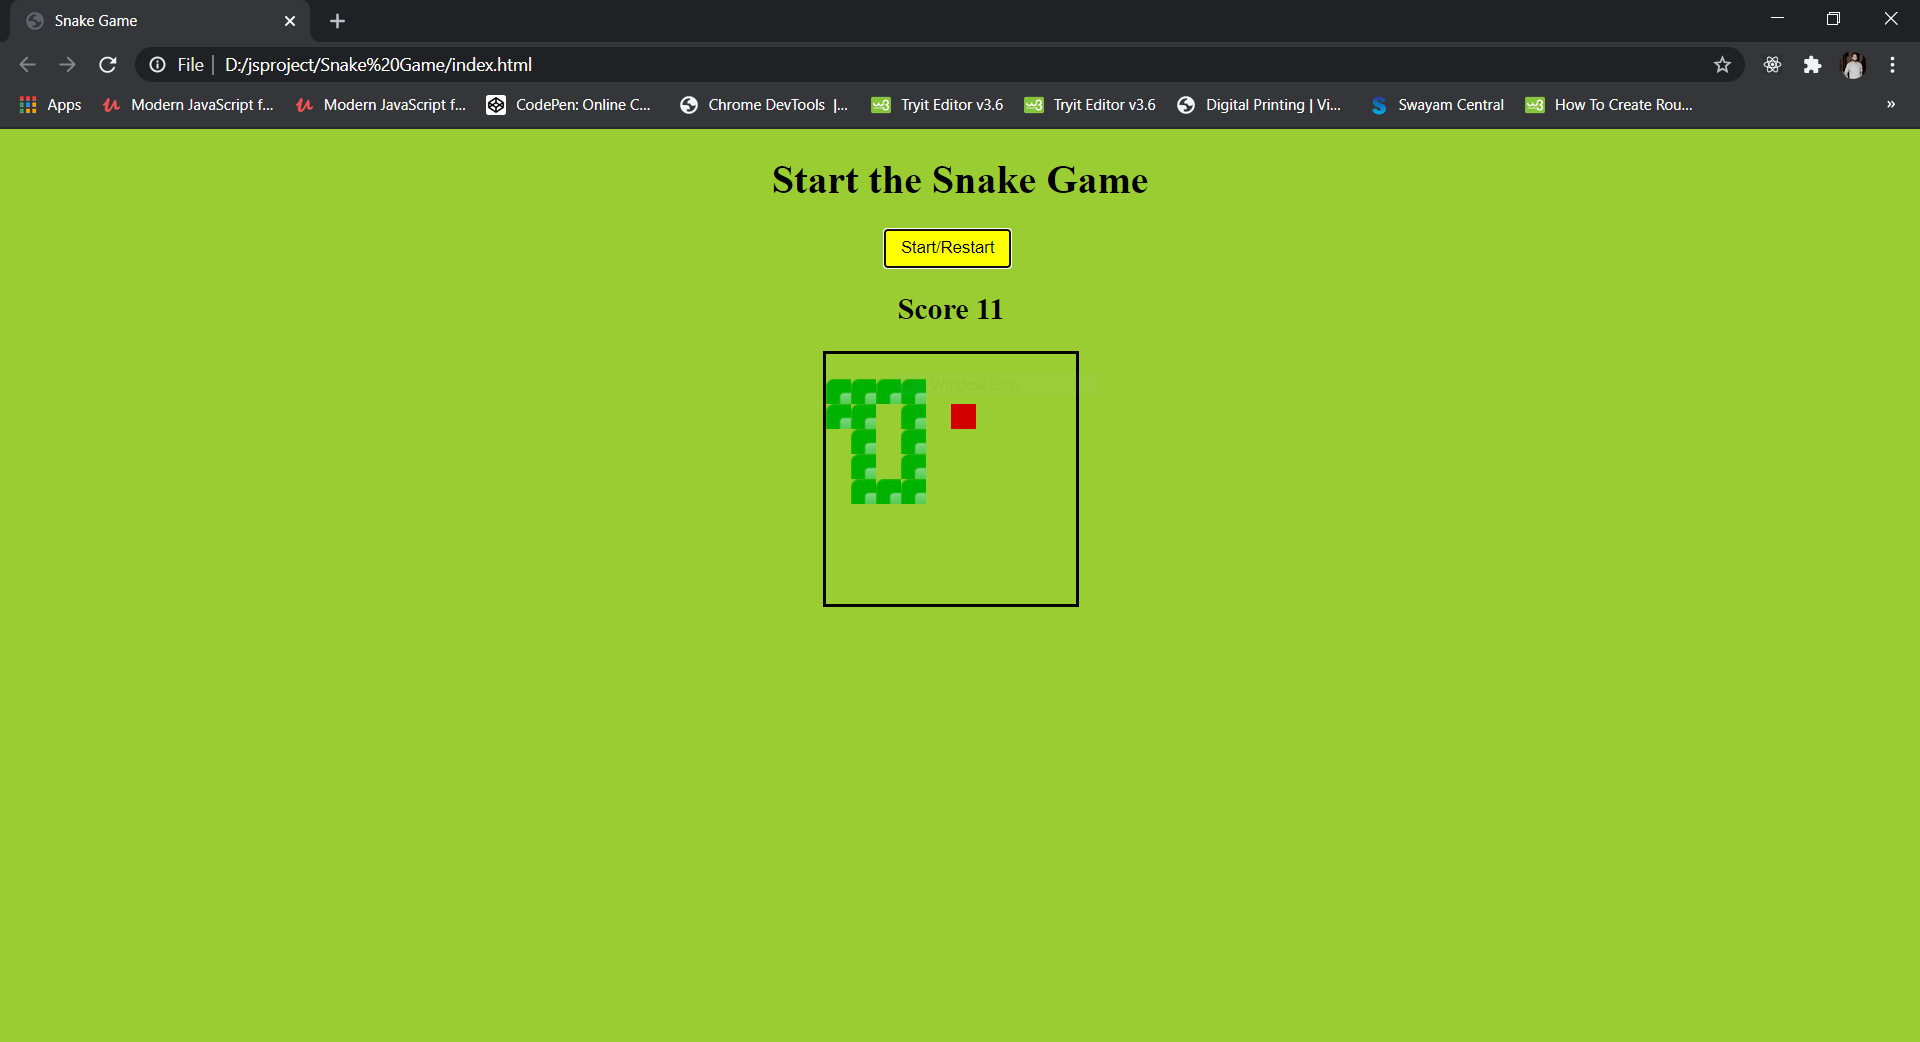 Snake Game
File
D:/jsproject/Snake%20Game/index.html
Apps
Modern JavaScript f...
Modern JavaScript f...
CodePen: Online C...
Chrome DevTools |...
Tryit Editor v3.6
Tryit Editor v3.6
Digital Printing | Vi...
Swayam Central
How To Create Rou...
»
Start the Snake Game
Start/Restart
Score 11
Window Snip